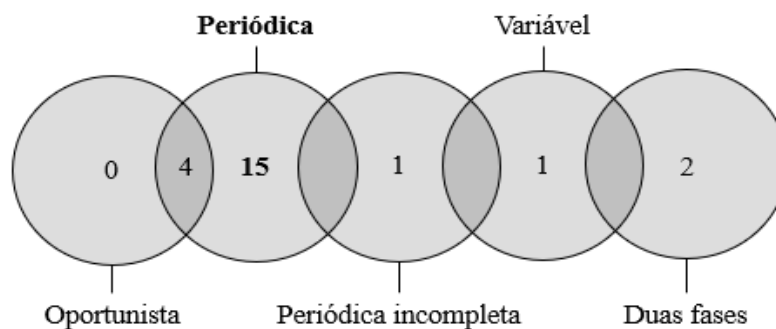 Periódica Variável
0 4 15 1 1 2
Oportunista Periódica incompleta Duas fases